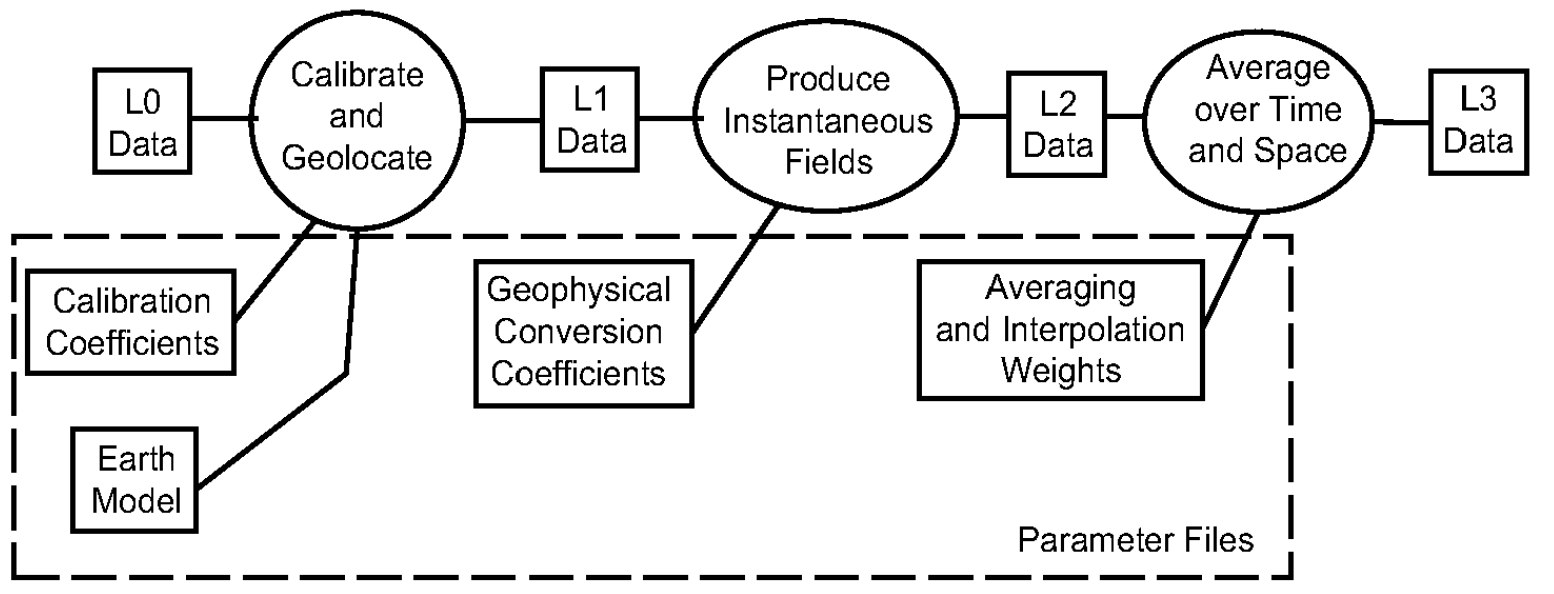 L0
Data
Calibrate
and
Geolocate
L1
Data
Produce
Instantaneous
Fields
L2
Data
Average
over Time
and Space
L3
Data
Calibration
Coefficients
Geophysical
Conversion
Coefficients
Averaging
and Interpolation
Weights
Earth
Model
Parameter Files